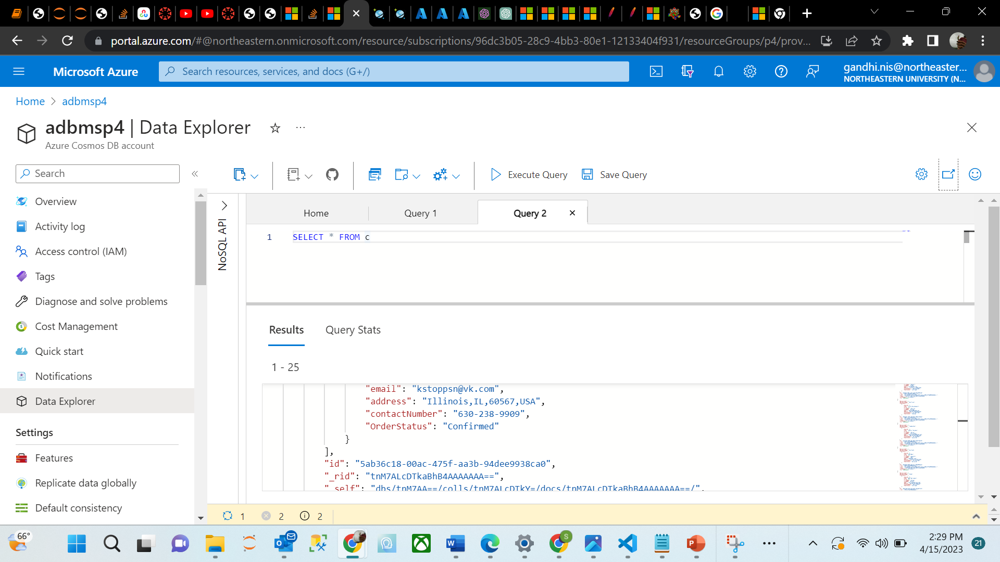 portal.azure.com/#@northeastern.onmicrosoft.com/resource/subscriptions/96dc3b05-28c9-4bb3-80e1-12133404f931/resourceGroups/p4/prov...
Microsoft Azure
Search resources, services, and docs (G+/)
gandhi.nis@northeaster...
NORTHEASTERN UNIVERSITY (N...
Home > adbmsp4
adbmsp4 | Data Explorer
Azure Cosmos DB account
Search
Execute Query
Save Query
Overview
Activity log
Access control (IAM)
Tags
Diagnose and solve problems
Cost Management
Quick start
Notifications
Data Explorer
Settings
Features
Replicate data globally
Default consistency
NoSQL API
Home
Query 1
Query 2
1 SELECT * FROM c
Results
Query Stats
1 - 25
"email": "kstoppsn@vk.com",
"address": "Illinois,IL,60567,USA",
"contactNumber": "630-238-9909",
"OrderStatus": "Confirmed"
}
],
"id": "5ab36c18-00ac-475f-aa3b-94dee9938ca0",
"_rid": "tnM7ALcDTkaBhB4AAAAAAA==",
"_self": "dbs/tnM7AA==/colls/tnM7ALcDTkY=/docs/tnM7ALcDTkaBhB4AAAAAAA==/",
1
2
2
66°
S
2:29 PM
4/15/2023
21